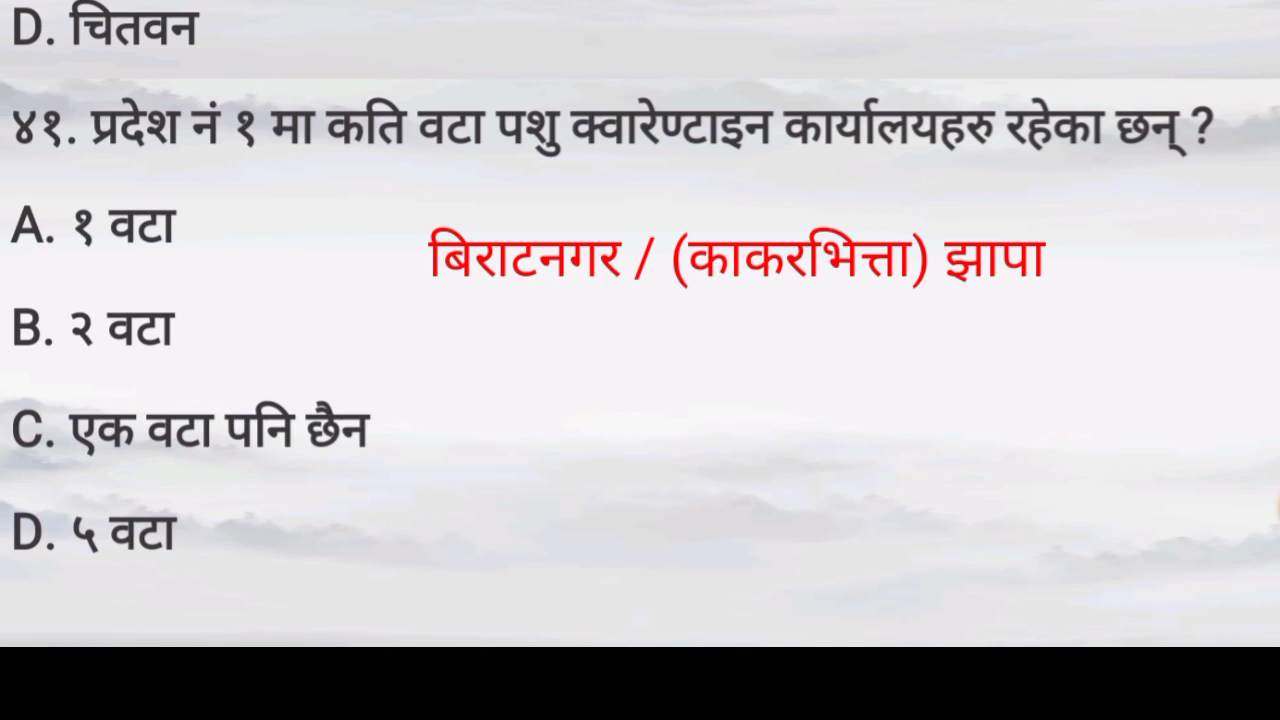 D. चितवन
४१. प्रदेश नं १ मा कति वटा पशु क्वारेण्टाइन कार्यालयहरु रहेका छन् ?
A. १ वटा
बिराटनगर / (काकरभित्ता) झापा
B. २ वटा
C. एक वटा पनि छैन
D. ५ वटा